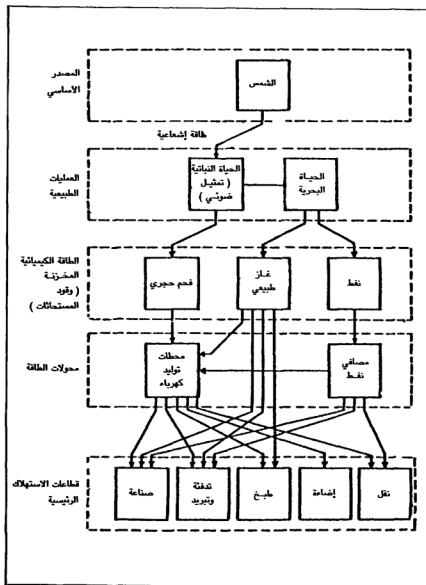 المصدر
الأساسي
الشمس
طاقة إشعاعية
العمليات
الطبيعية
الحياة النباتية
( تمثيل
ضوئي )
الحياة
البحرية
الطاقة الكيميائية
المخزنة
( وقود
المستحاثات )
فحم حجري
غاز
طبيعي
نفط
محولات الطاقة
محطات
توليد
كهرباء
مصافي
نفط
قطاعات الاستهلاك
الرئيسية
صناعة
تدفئة
وتبريد
طبخ
إضاءة
نقل